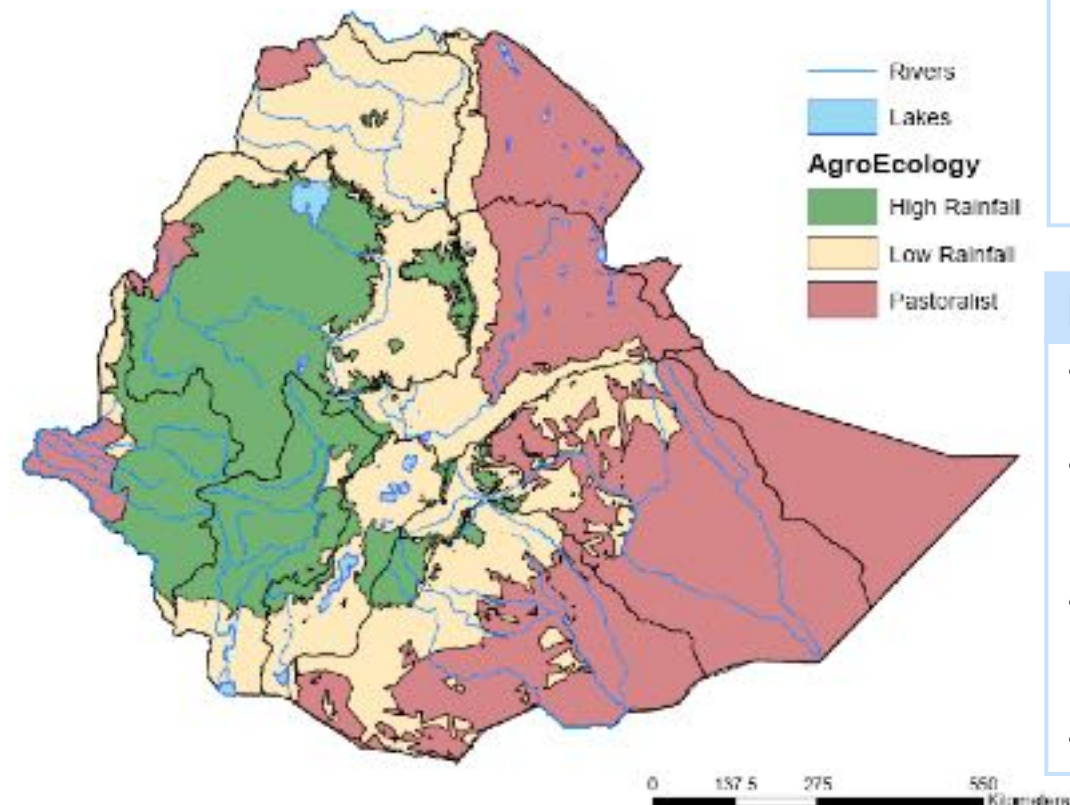 Rivers
Lakes
AgroEcology
High Rainfall
Low Rainfall
Pastoralist
0 137.5 275 550
Kilometers